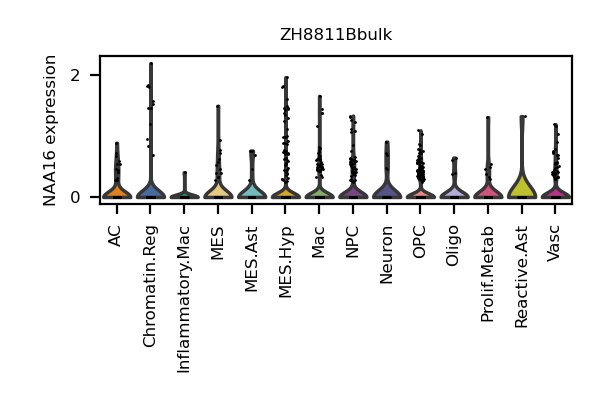 ZH8811Bbulk
NAA16 expression
2
0
AC
Chromatin.Reg
Inflammatory.Mac
MES
MES.Ast
MES.Hyp
Mac
NPC
Neuron
OPC
Oligo
Prolif.Metab
Reactive.Ast
Vasc